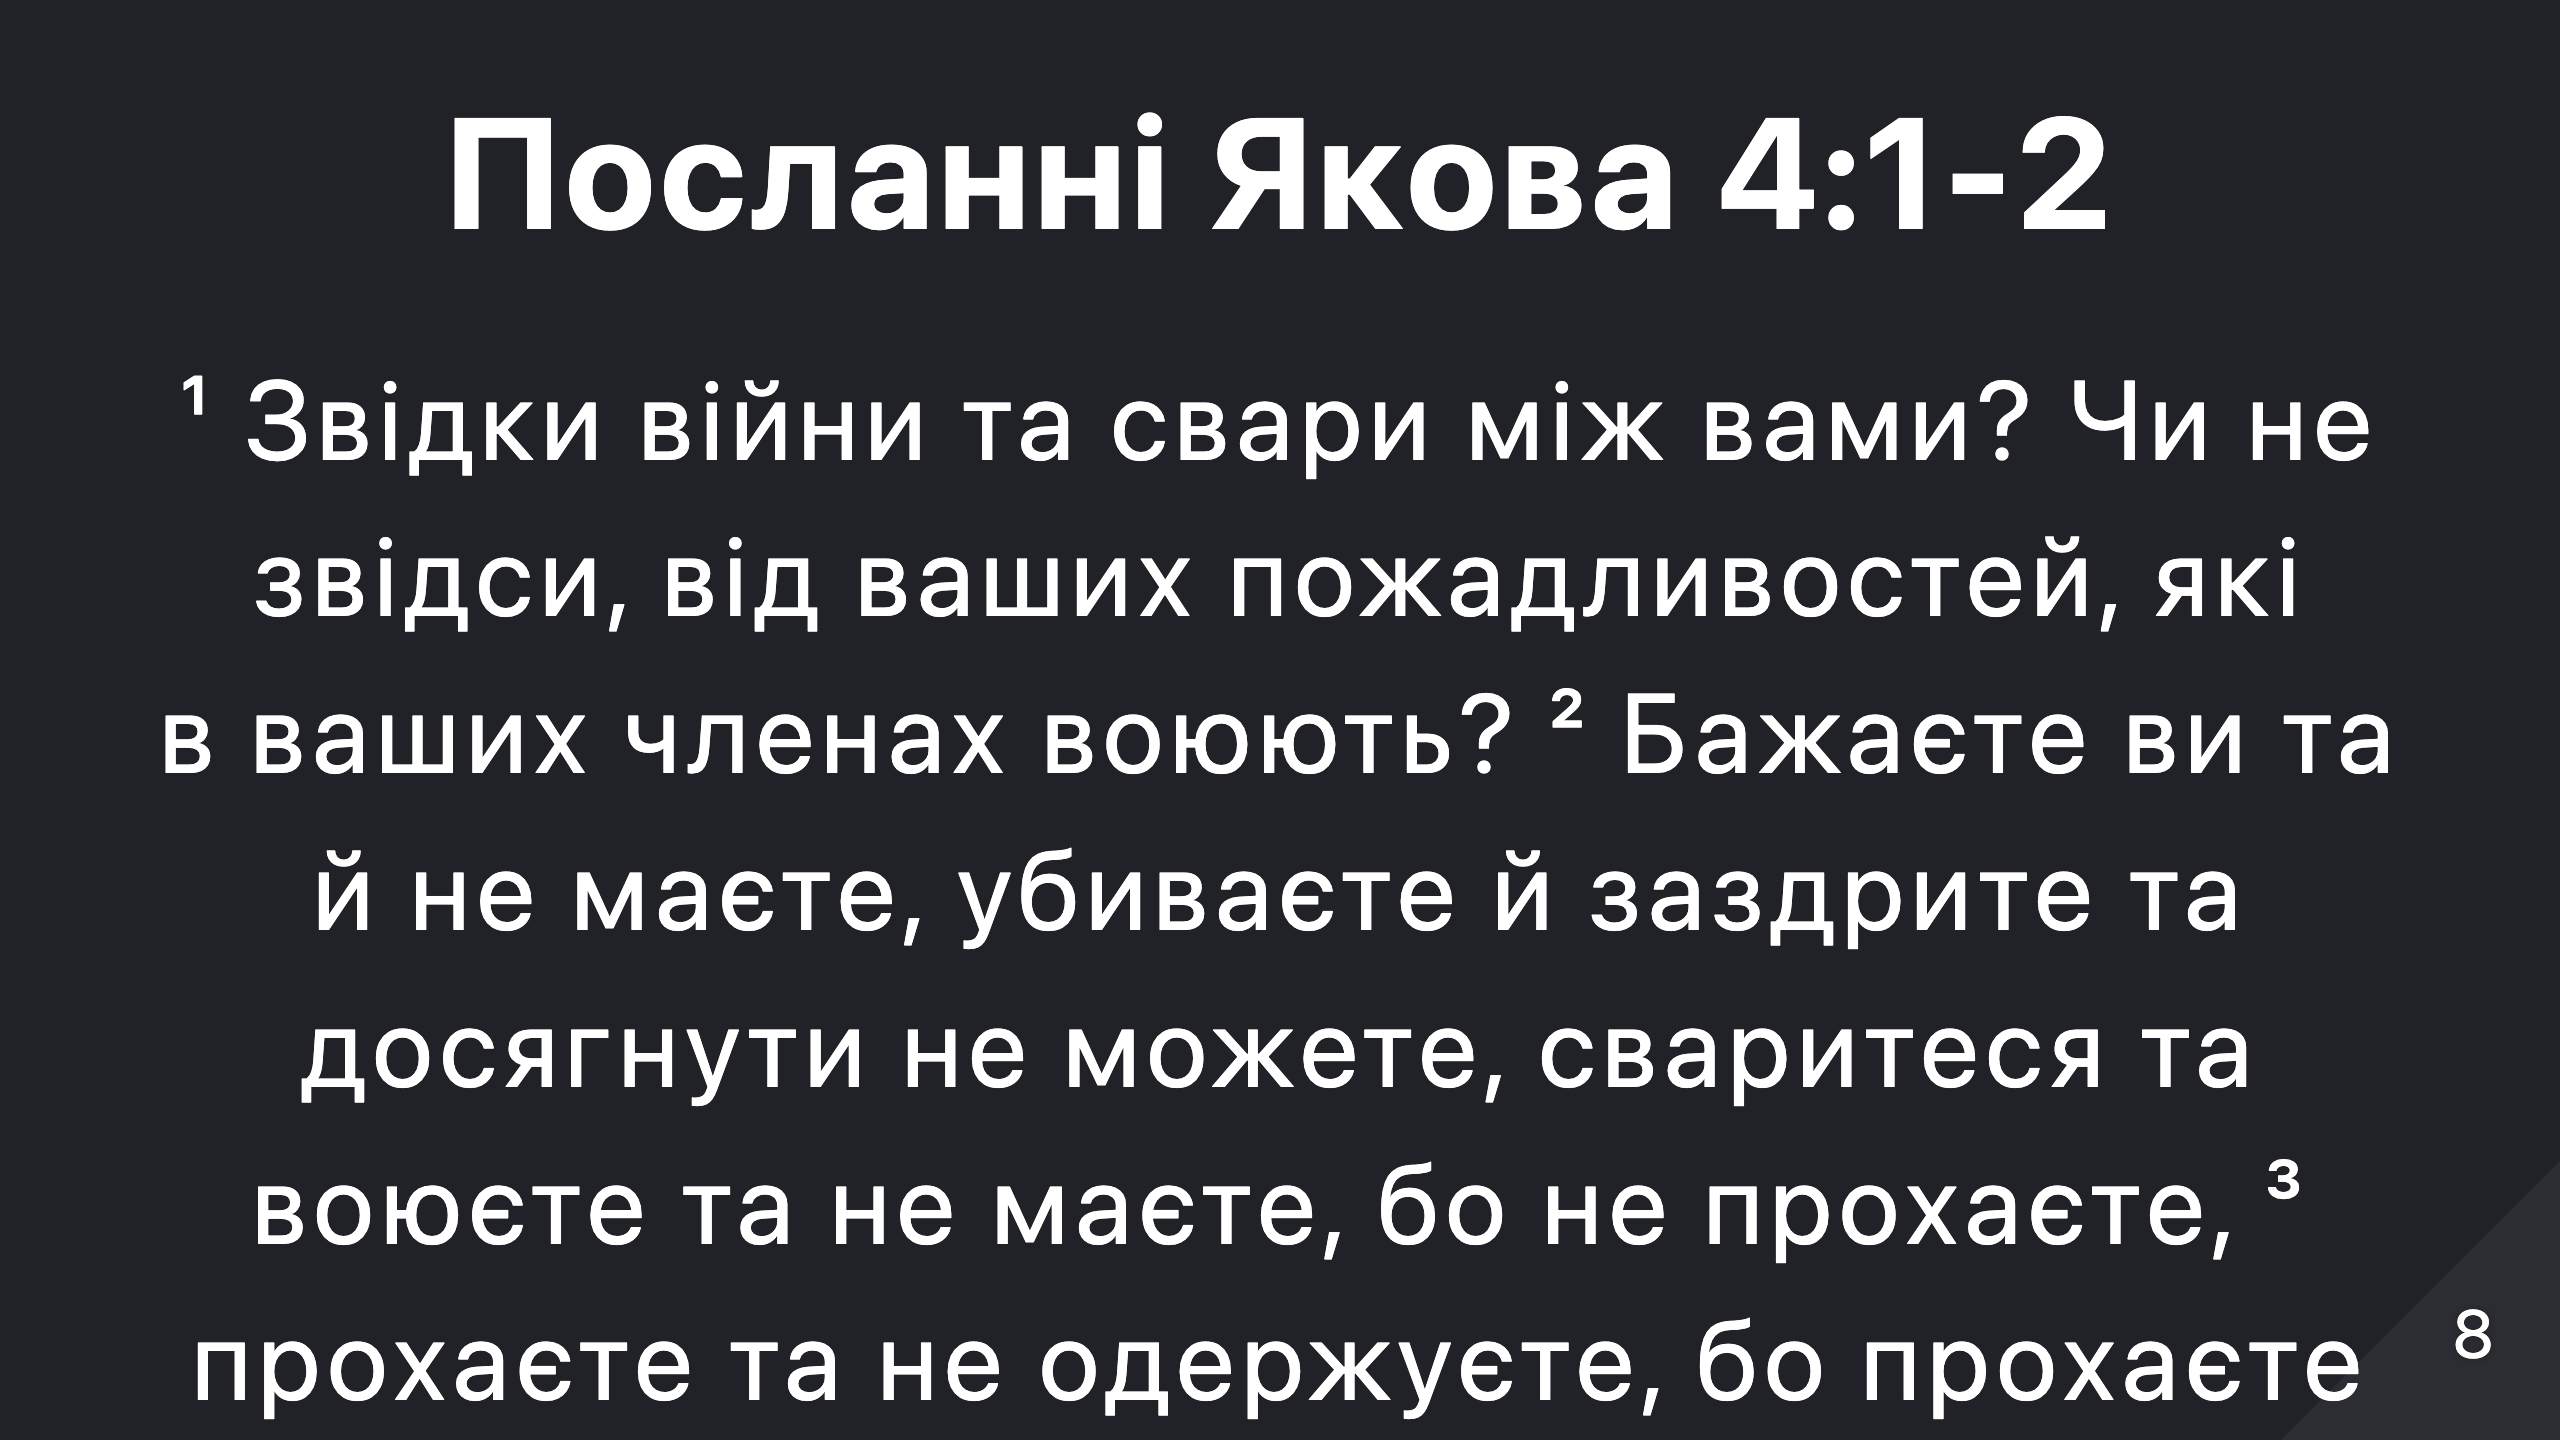 Посланні Якова 4:1-2
¹ Звідки війни та свари між вами? Чи не
звідси, від ваших пожадливостей, які
в ваших членах воюють? ² Бажаєте ви та
й не маєте, убиваєте й заздрите та
досягнути не можете, сваритеся та
воюєте та не маєте, бо не прохаєте, ³
прохаєте та не одержуєте, бо прохаєте
8